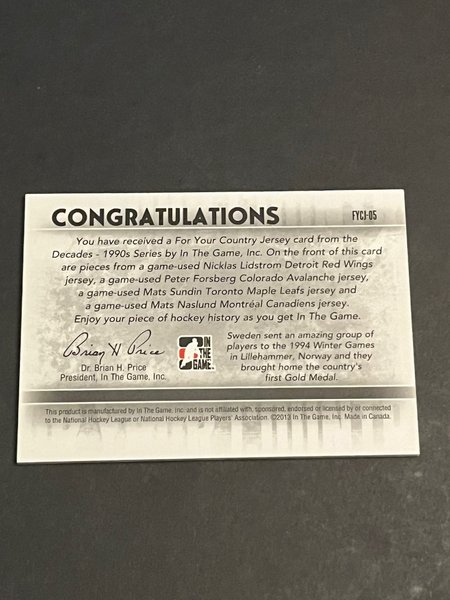 CONGRATULATIONS
FYCJ-05
You have received a For Your Country Jersey card from the
Decades - 1990s Series by In The Game, Inc. On the front of this card
are pieces from a game-used Nicklas Lidstrom Detroit Red Wings
jersey, a game-used Peter Forsberg Colorado Avalanche jersey,
a game-used Mats Sundin Toronto Maple Leafs jersey and
a game-used Mats Naslund Montréal Canadiens jersey.
Enjoy your piece of hockey history as you get In The Game.
Brian H Price
Dr. Brian H. Price
President, In The Game, Inc.
IN
THE
GAME
Sweden sent an amazing group of
players to the 1994 Winter Games
in Lillehammer, Norway and they
brought home the country's
first Gold Medal.
This product is manufactured by In The Game, Inc. and is not affiliated with, sponsored, endorsed or licensed by or connected
to the National Hockey League or National Hockey League Players' Association. ©2013 In The Game, Inc. Made in Canada.